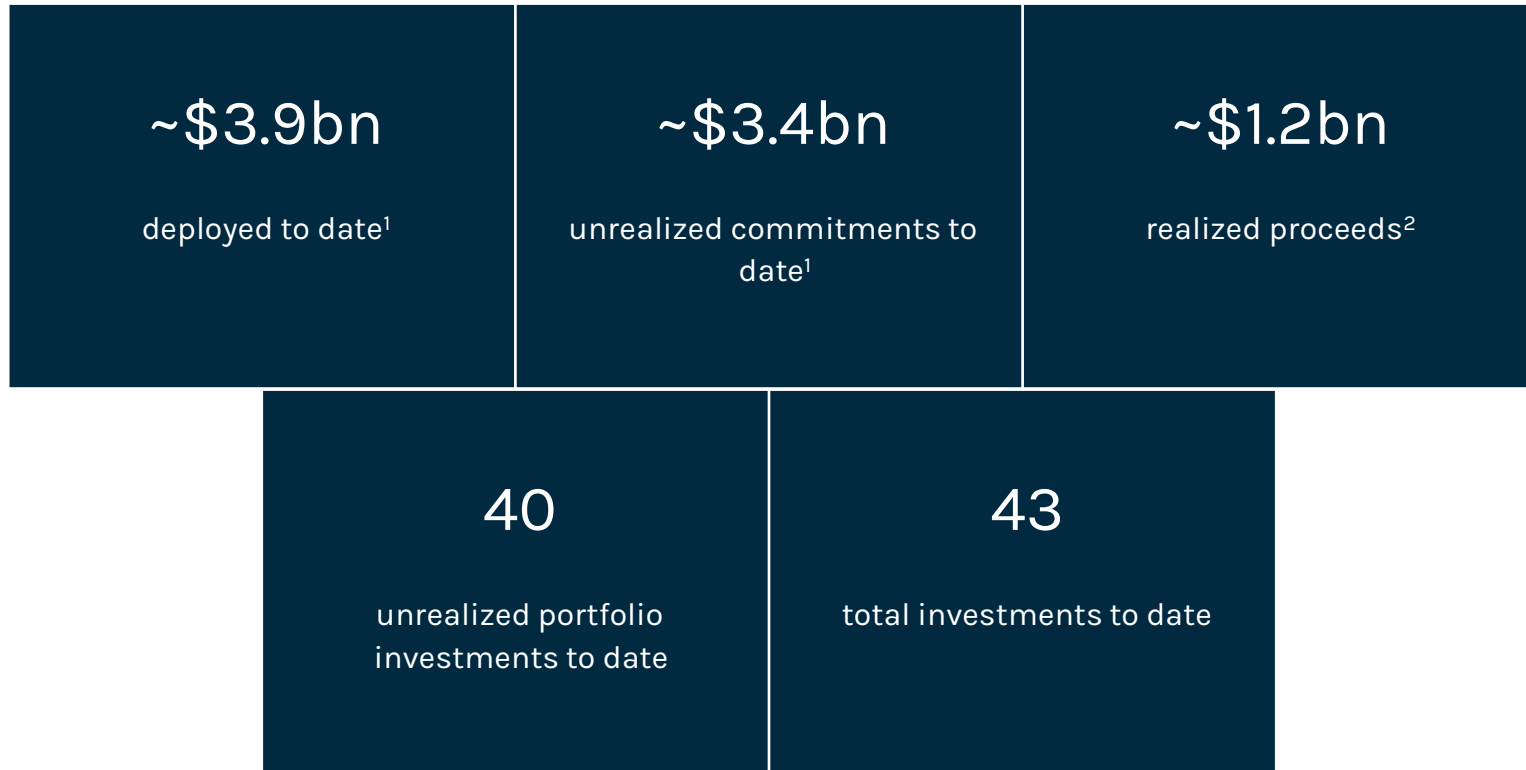 ~$3.9bn
deployed to date¹
~$3.4bn
unrealized commitments to
date¹
~$1.2bn
realized proceeds²
40
unrealized portfolio
investments to date
43
total investments to date